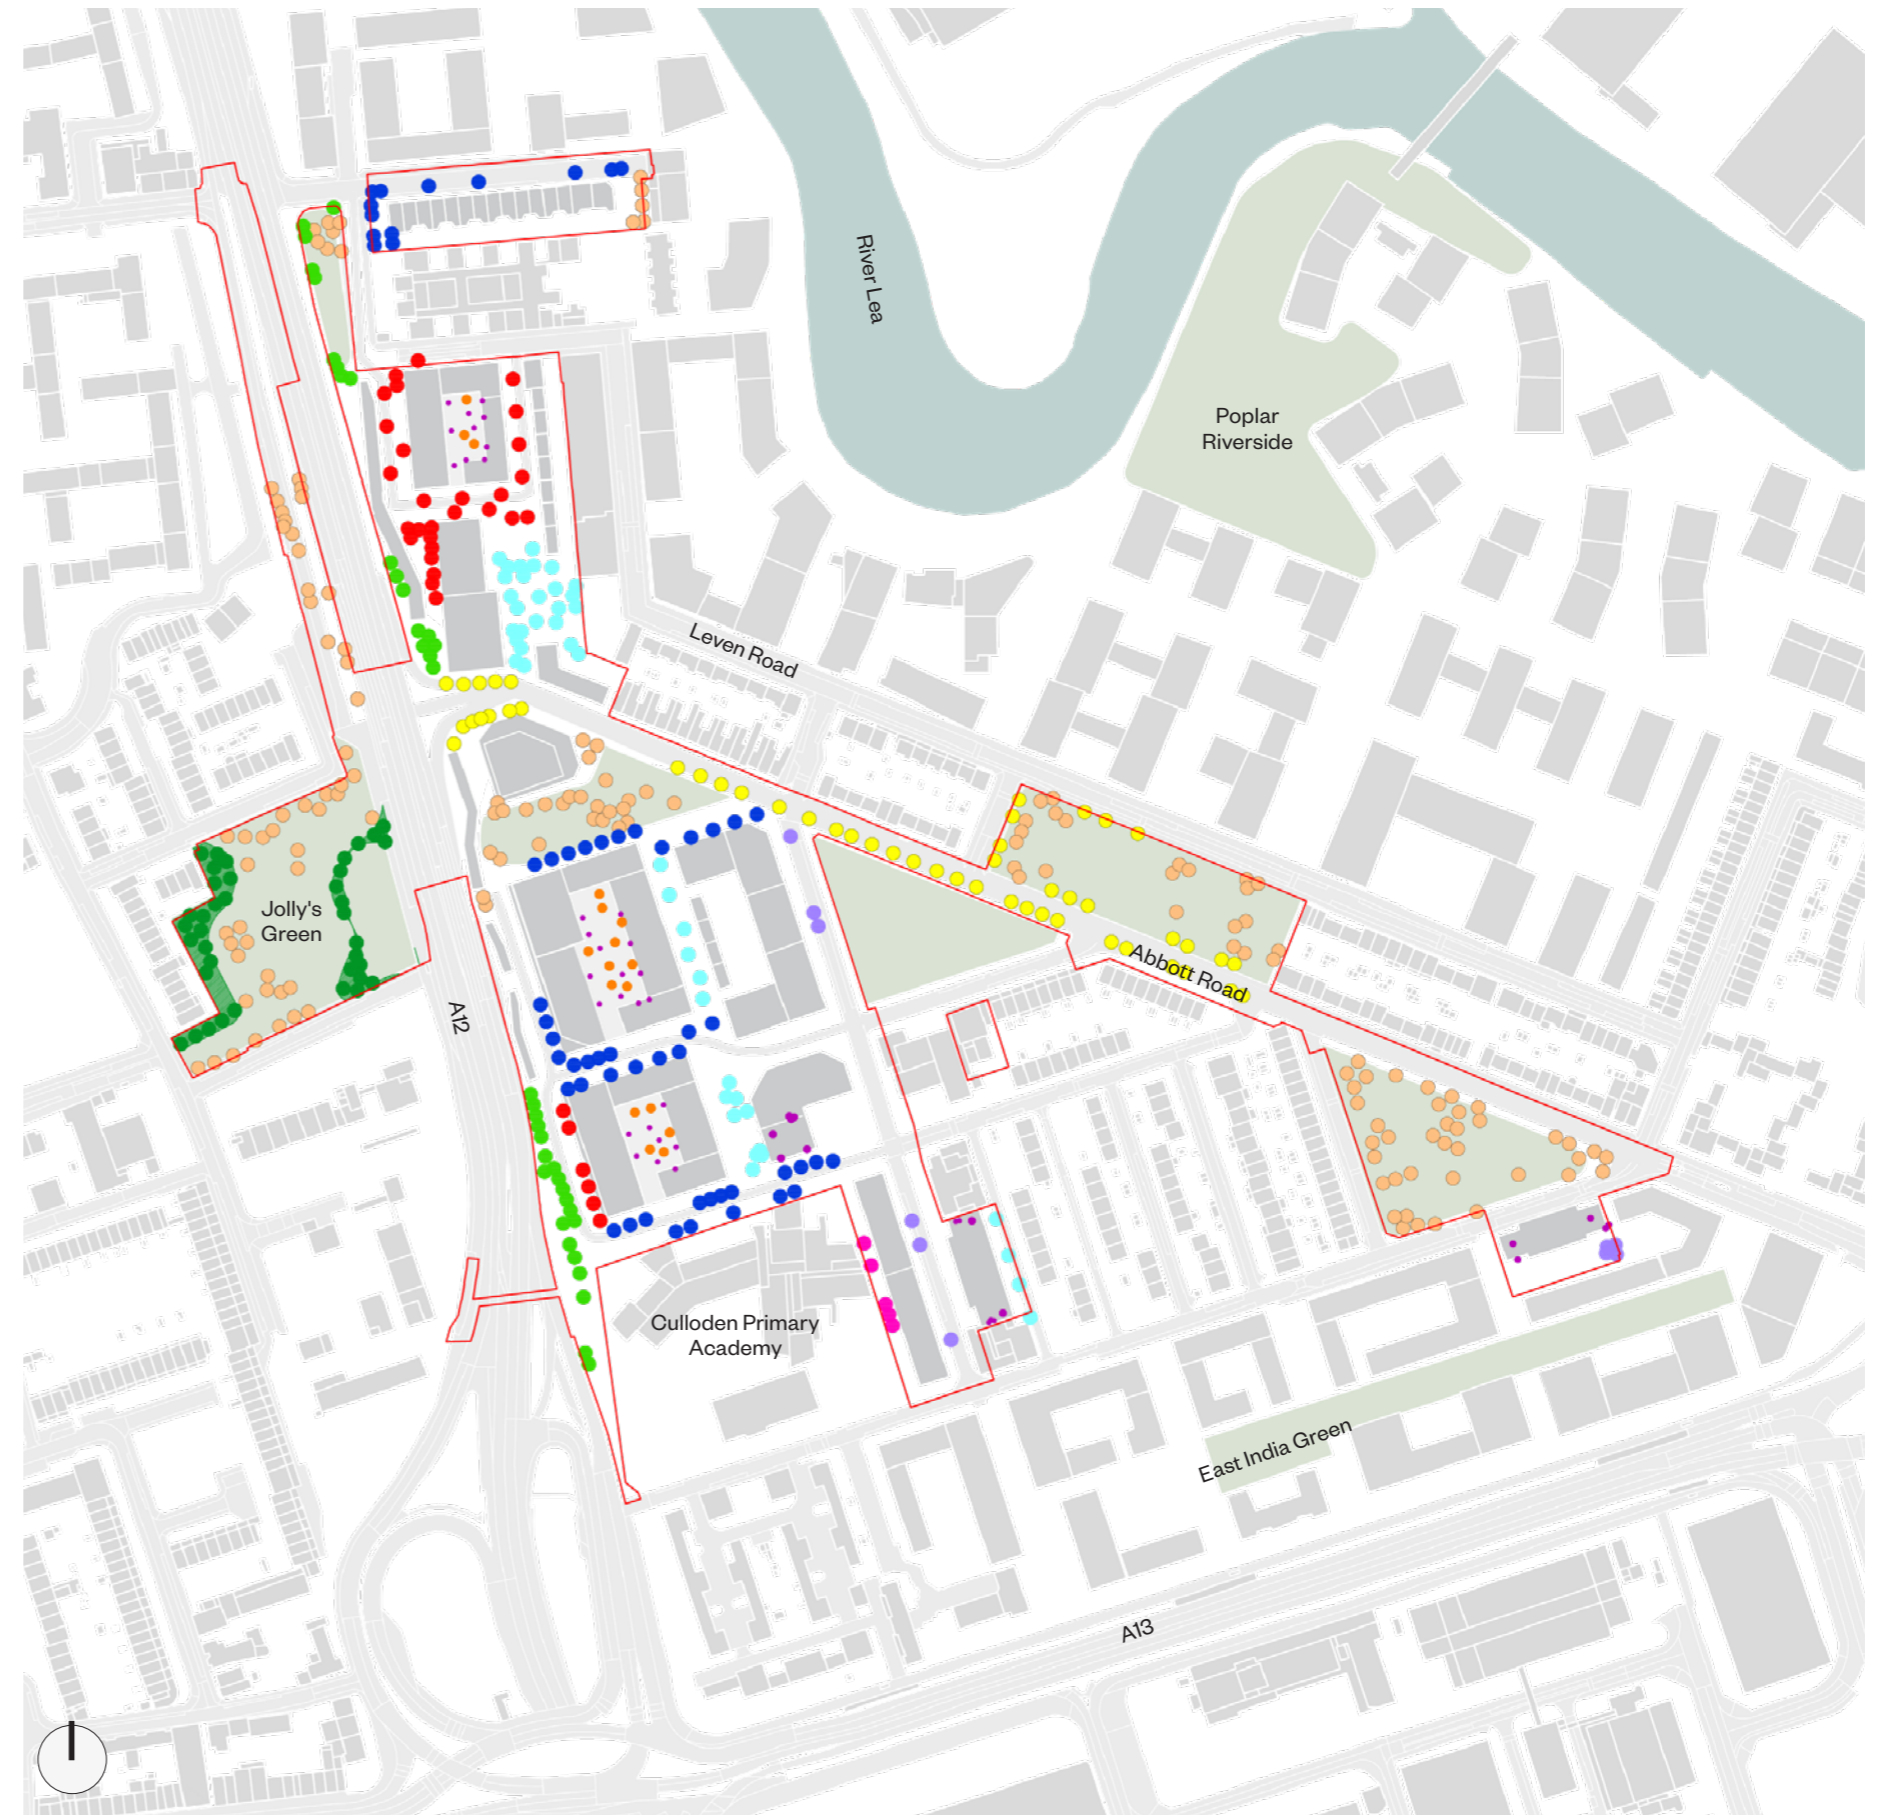 River Lea
Poplar
Riverside
Leven Road
Jolly's
Green
Abbott Road
A12
Culloden Primary
Academy
East India Green
A13